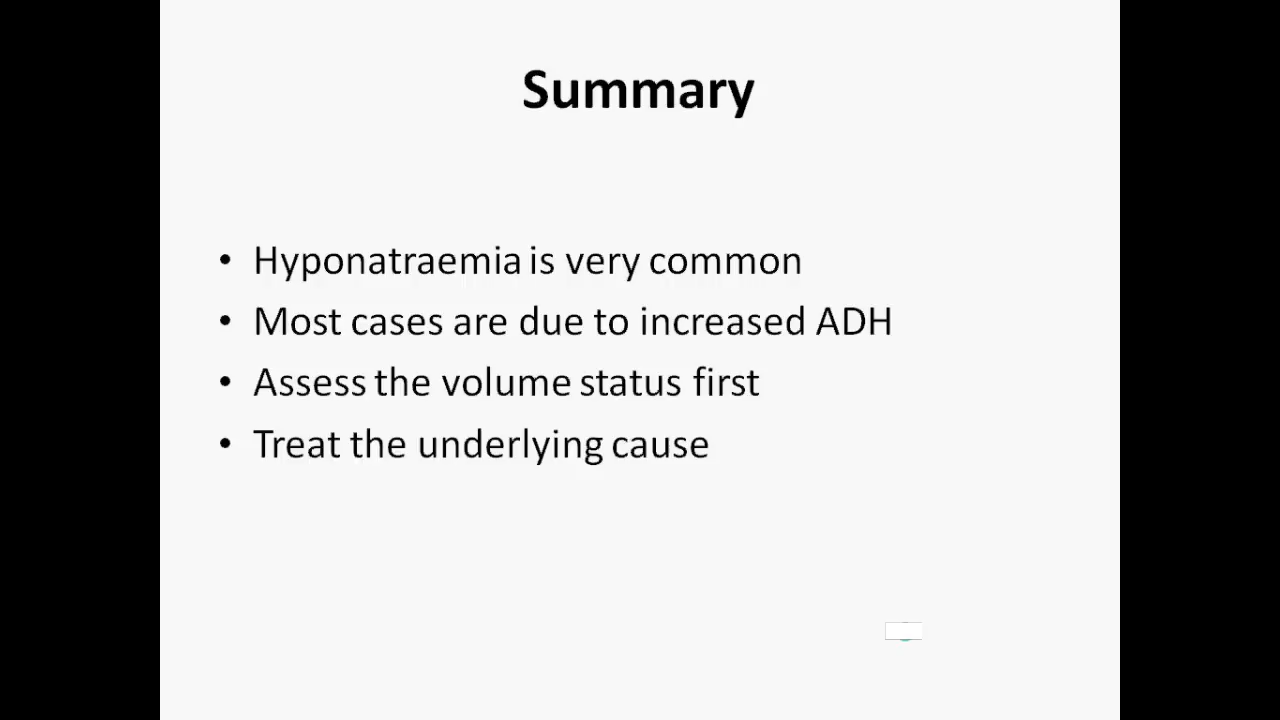 Summary
• Hyponatraemia is very common
• Most cases are due to increased ADH
• Assess the volume status first
• Treat the underlying cause